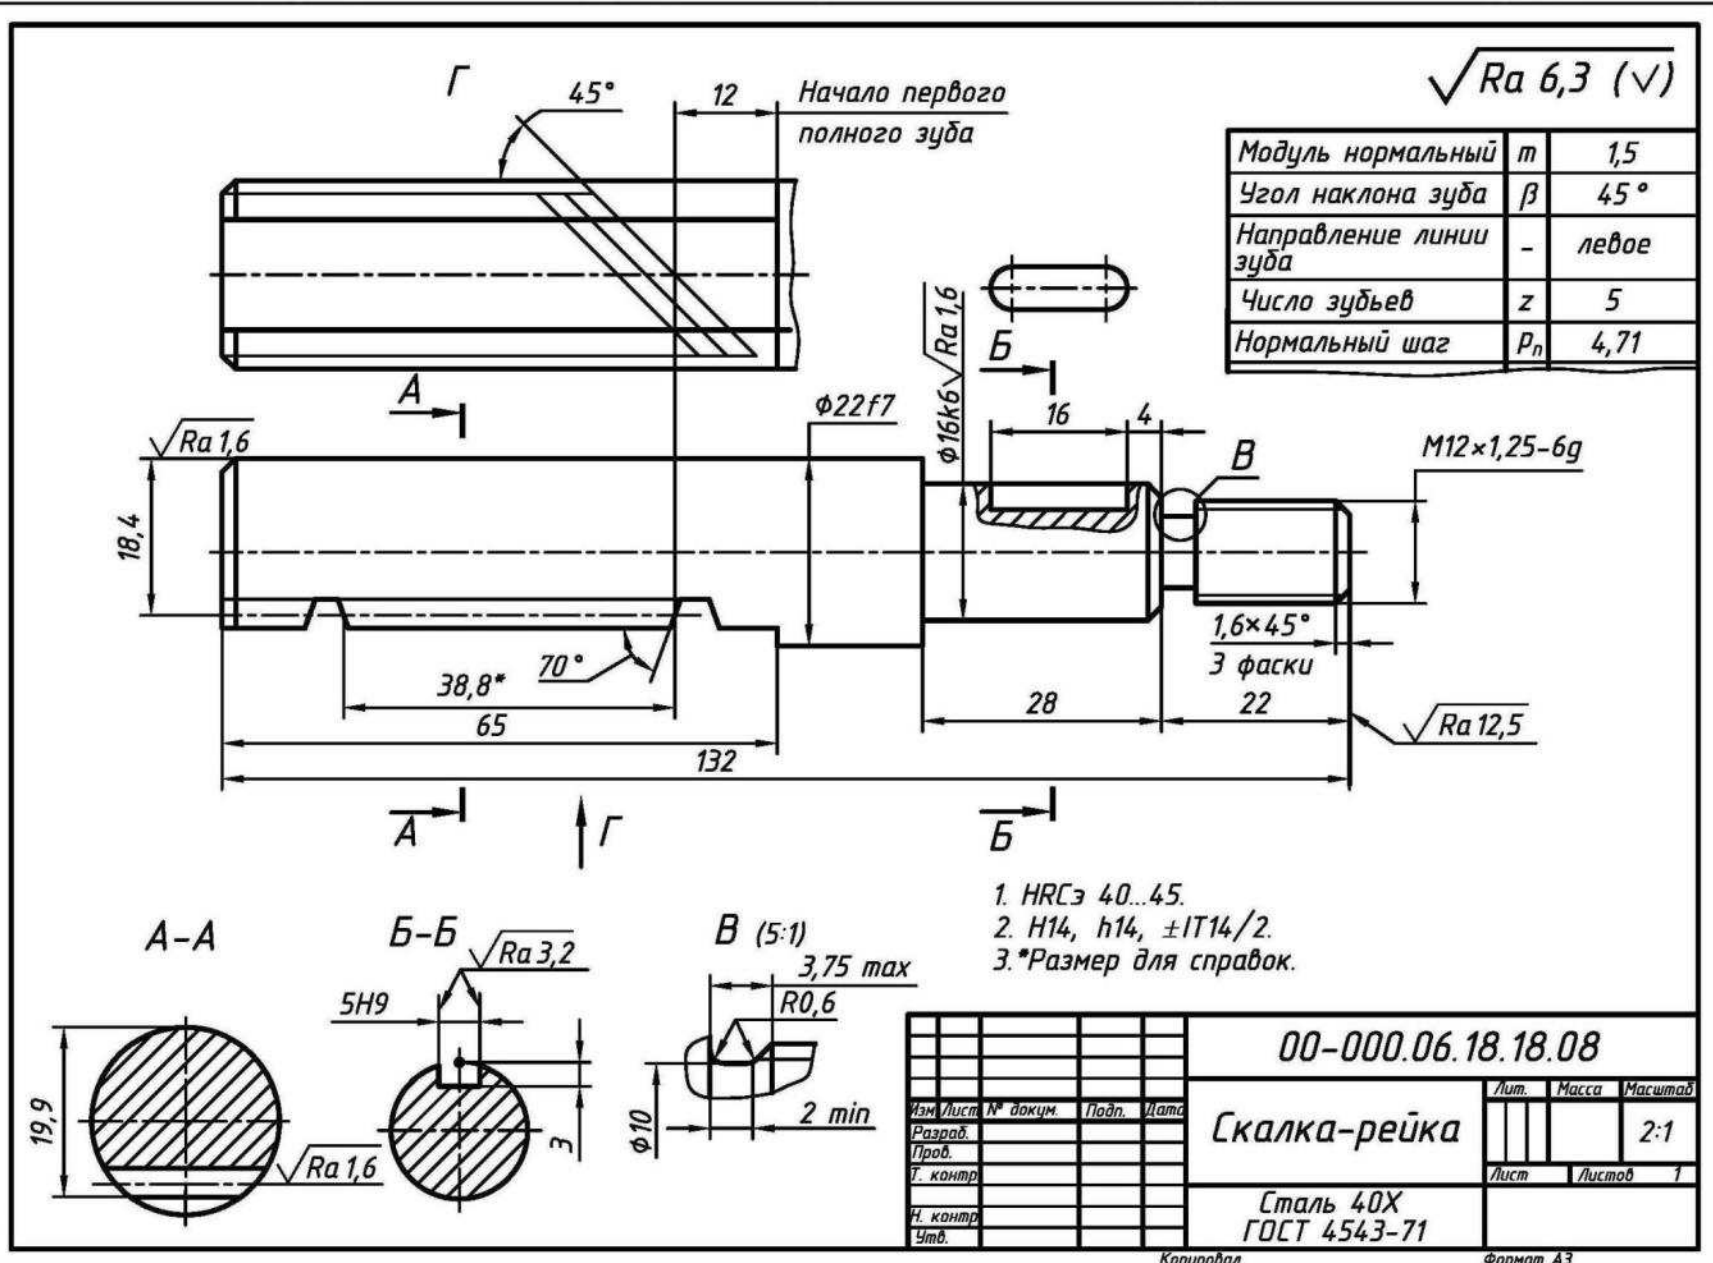 Г
45°
12
Начало первого
полного зуба
√Ra 6,3 (√)
Модуль нормальный m 1,5
Угол наклона зуба β 45°
Направление линии
зуба - левое
Число зубьев z 5
Нормальный шаг Pn 4,71
А
Ф22f7
Ф16k6 √Ra 1,6
Б
16
4
В
М12×1,25-6g
√Ra 1,6
18,4
70°
38,8*
65
132
28
22
1,6×45°
3 фаски
√Ra 12,5
А
Г
Б
1. HRCэ 40...45.
2. H14, h14, ±IT14/2.
3.*Размер для справок.
А-А
19,9
√Ra 1,6
Б-Б
√Ra 3,2
5H9
3
В (5:1)
3,75 max
R0,6
Ф10
2 min
00-000.06.18.18.08
Изм Лист № докум. Подп. Дата
Разраб.
Пров.
Т. контр
Н. контр
Утв.
Скалка-рейка
Лит. Масса Масштаб
2:1
Лист Листов 1
Сталь 40Х
ГОСТ 4543-71
Копировал Формат А3